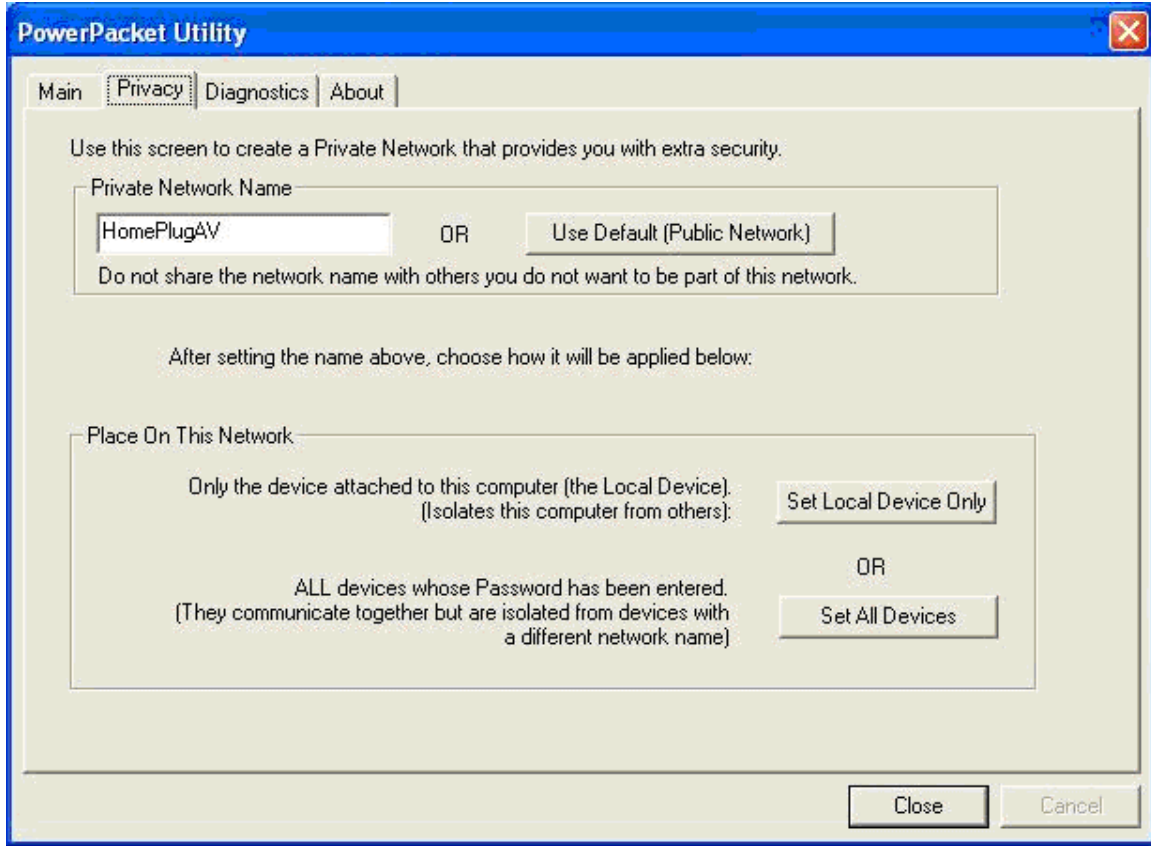 PowerPacket Utility
Main Privacy Diagnostics About
Use this screen to create a Private Network that provides you with extra security.
Private Network Name
HomePlugAV OR Use Default (Public Network)
Do not share the network name with others you do not want to be part of this network.
After setting the name above, choose how it will be applied below:
Place On This Network
Only the device attached to this computer (the Local Device).
(Isolates this computer from others):
Set Local Device Only
OR
ALL devices whose Password has been entered.
(They communicate together but are isolated from devices with
a different network name)
Set All Devices
Close Cancel